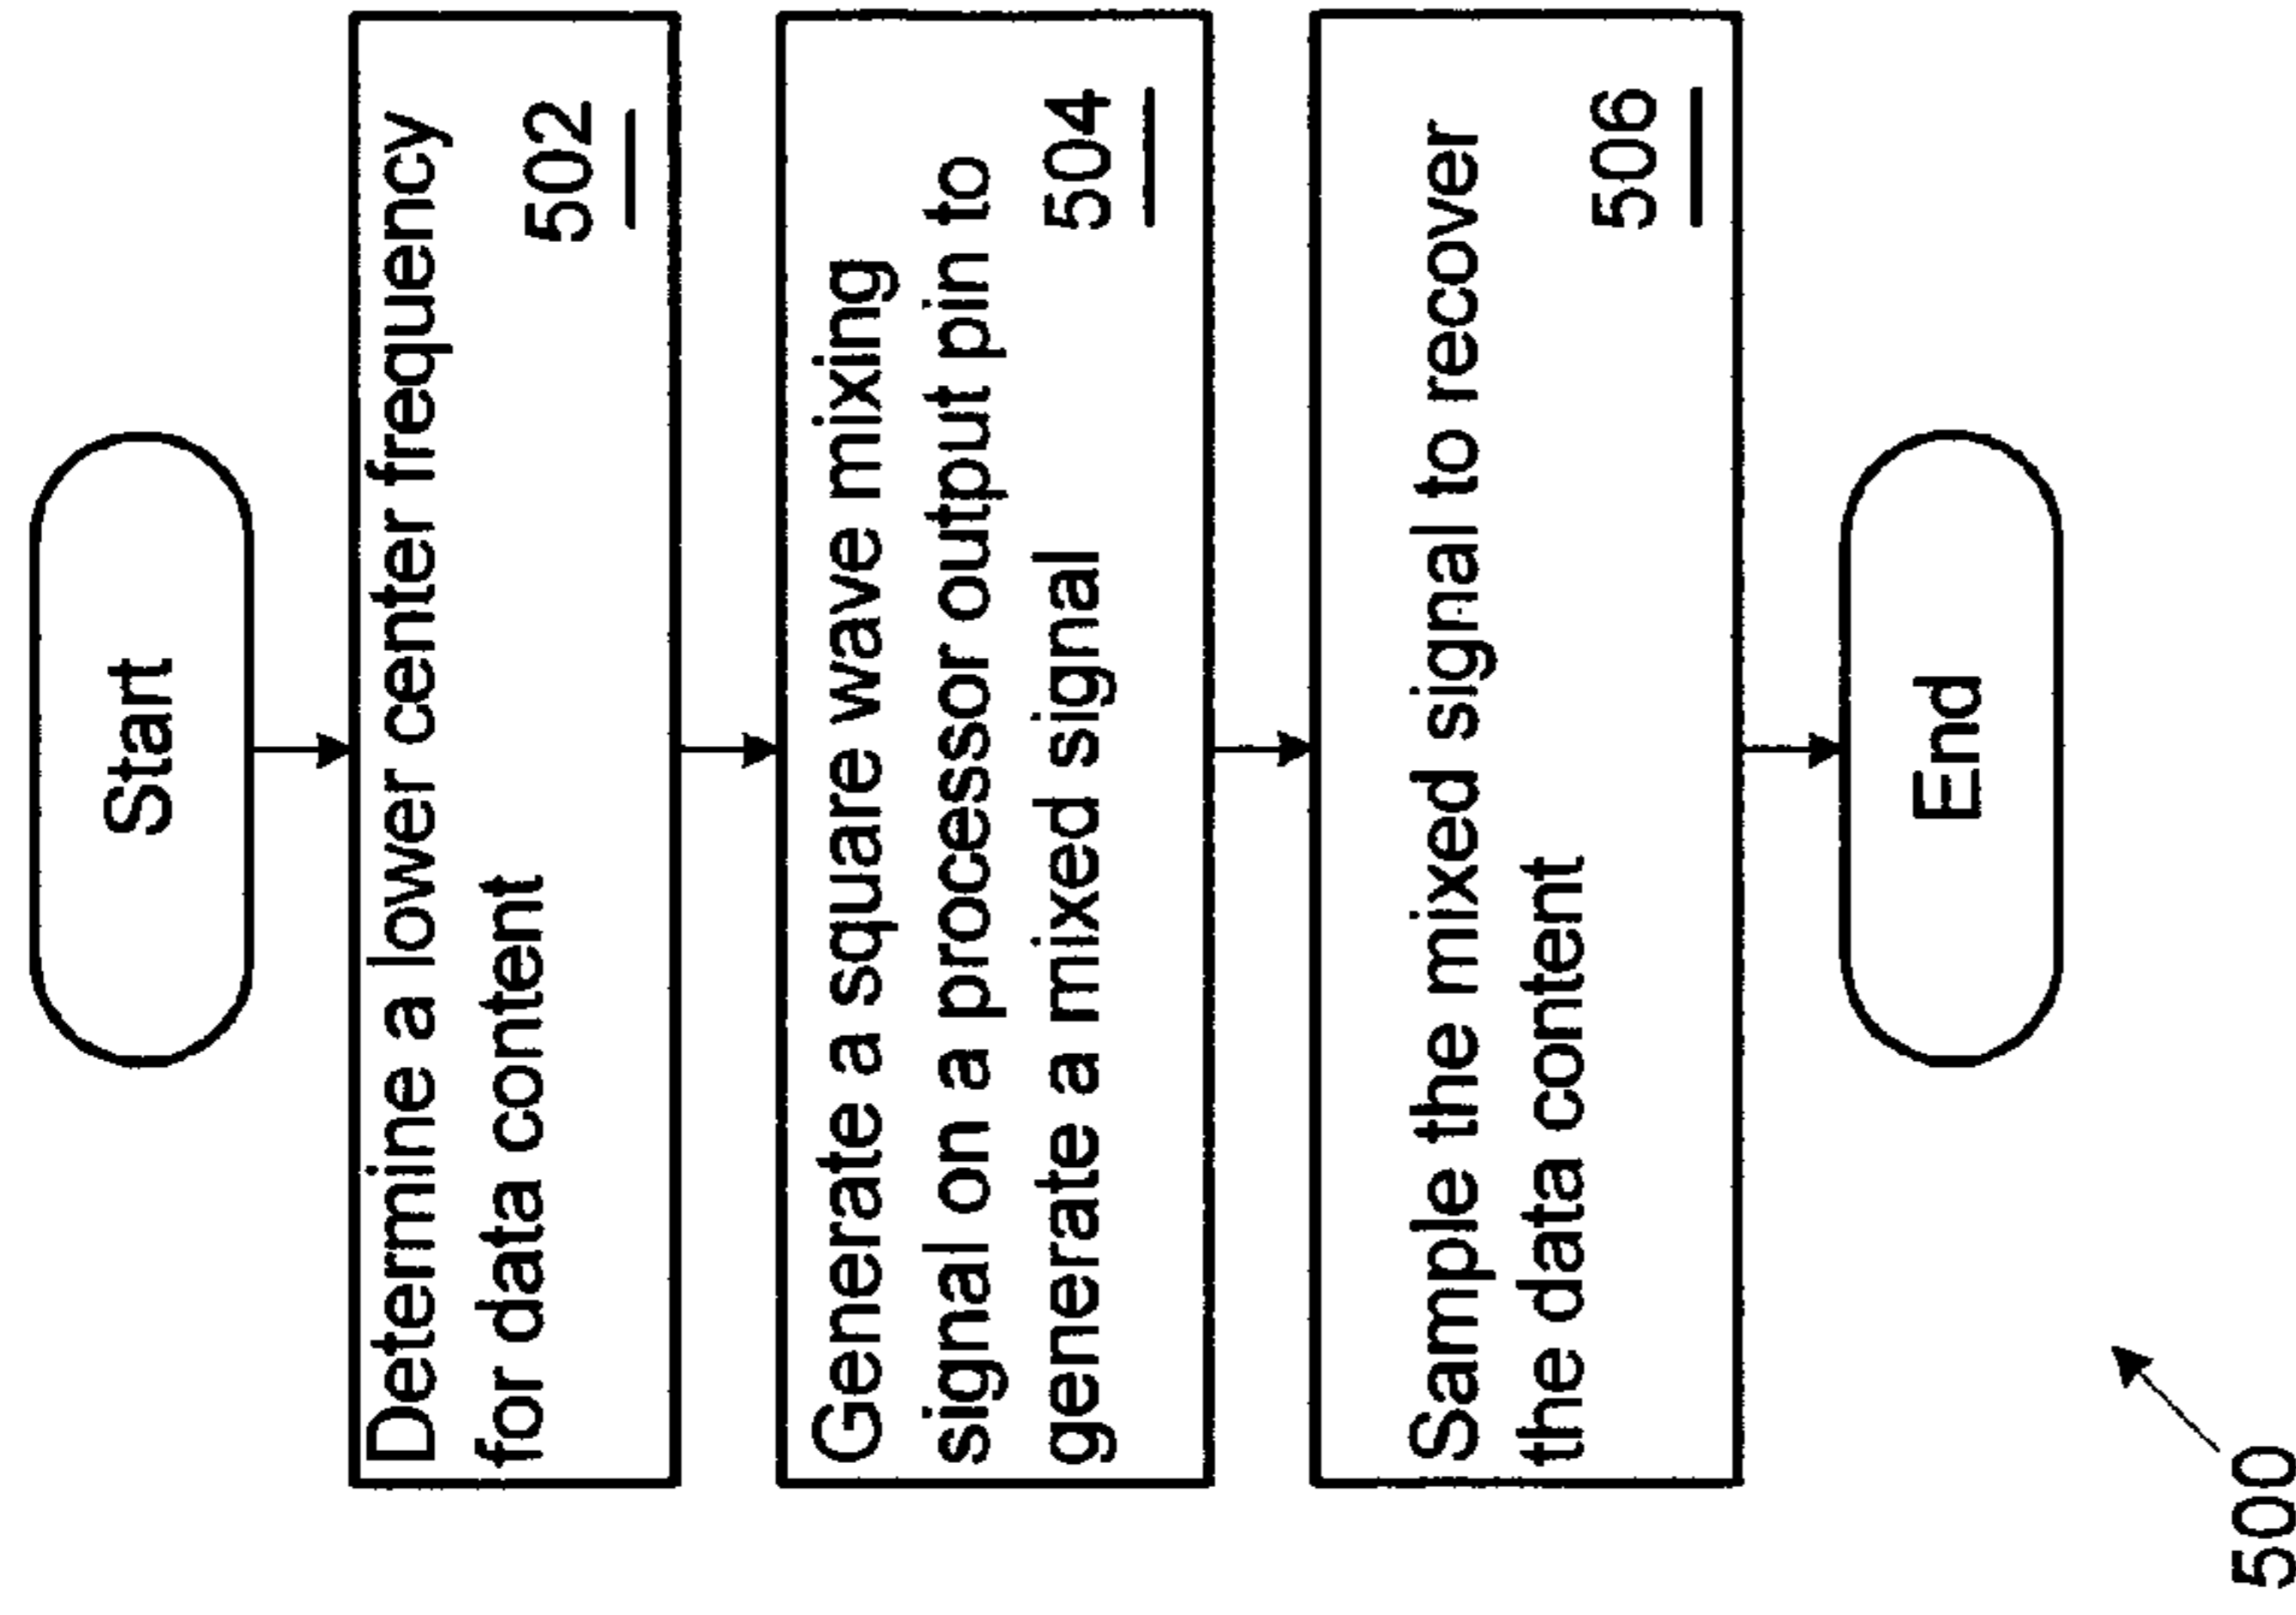 Start
Determine a lower center frequency
for data content
502
Generate a square wave mixing
signal on a processor output pin to
generate a mixed signal
504
Sample the mixed signal to recover
the data content
506
End
500